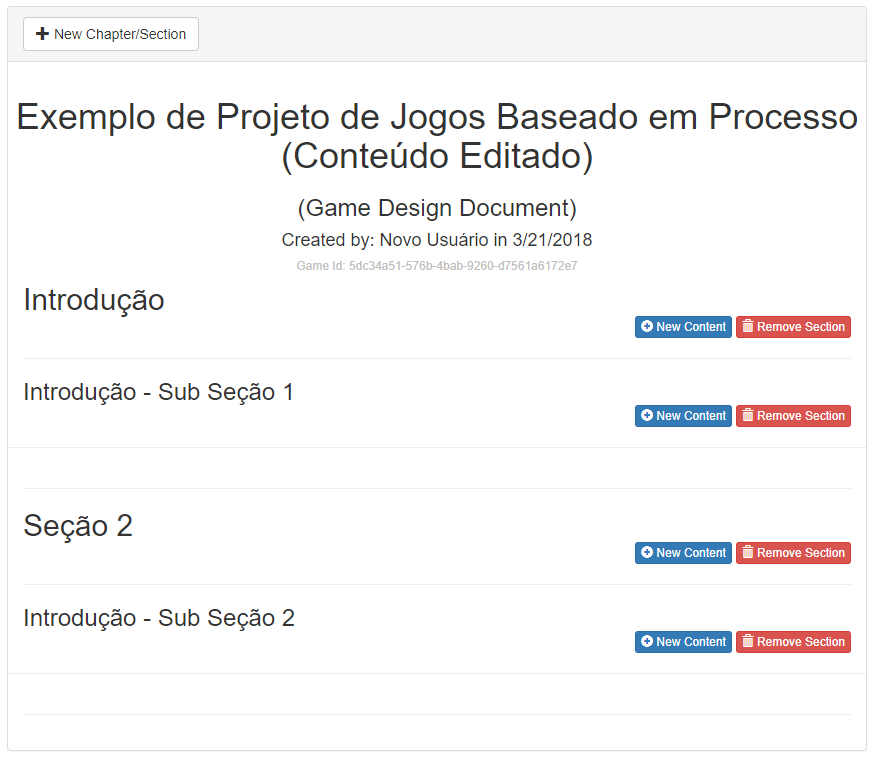 New Chapter/Section
Exemplo de Projeto de Jogos Baseado em Processo
(Conteúdo Editado)
(Game Design Document)
Created by: Novo Usuário in 3/21/2018
Game Id: 5dc34a51-576b-4bab-9260-d7561a6172e7
Introdução
New Content Remove Section
Introdução - Sub Seção 1
New Content Remove Section
Seção 2
New Content Remove Section
Introdução - Sub Seção 2
New Content Remove Section